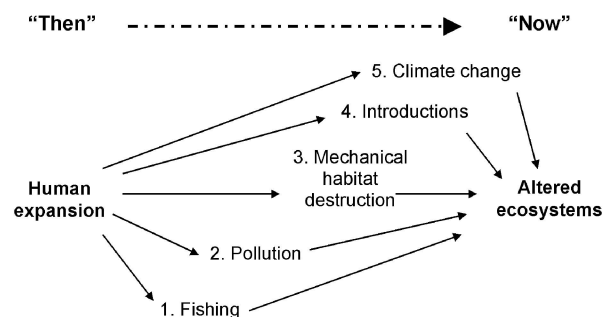 “Then” “Now”
5. Climate change
4. Introductions
3. Mechanical
habitat
destruction
Human
expansion
Altered
ecosystems
2. Pollution
1. Fishing